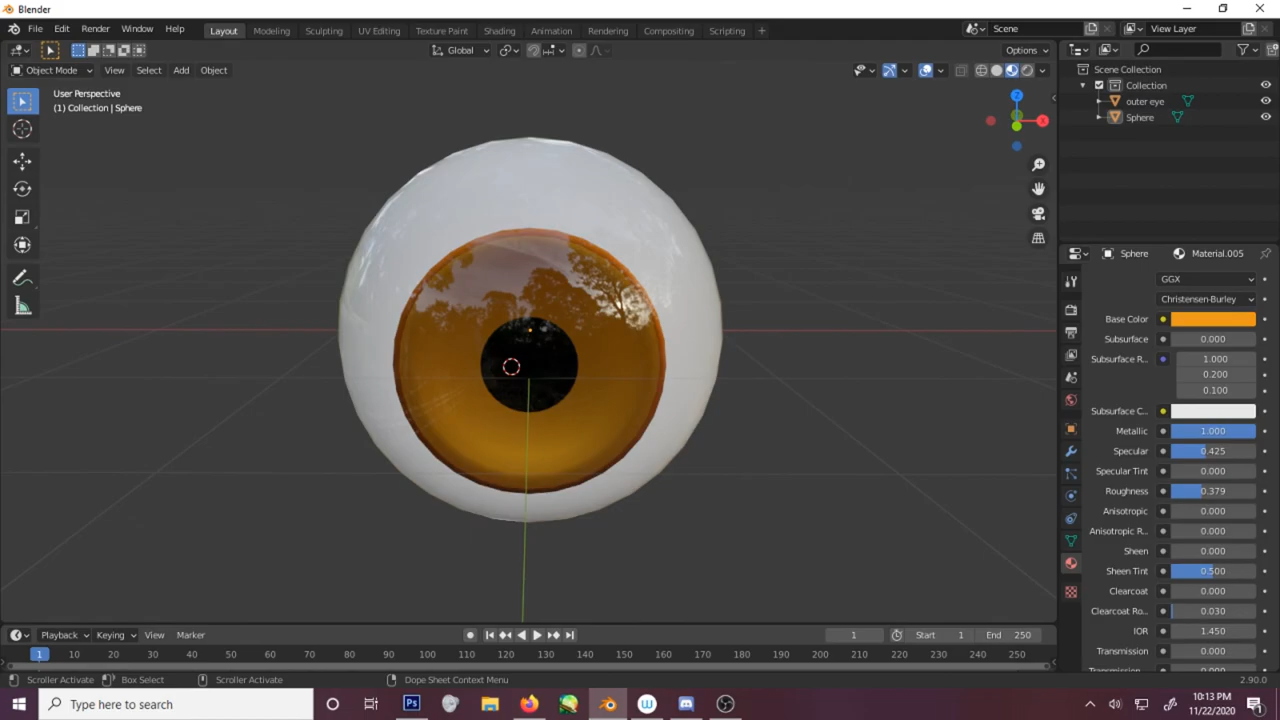 Blender
File Edit Render Window Help
Layout Modeling Sculpting UV Editing Texture Paint Shading Animation Rendering Compositing Scripting +
Scene
View Layer
Global
Options
Object Mode View Select Add Object
User Perspective
(1) Collection | Sphere
Z
X
Scene Collection
Collection
outer eye
Sphere
Sphere
Material.005
GGX
Christensen-Burley
Base Color
Subsurface 0.000
Subsurface R... 1.000
0.200
0.100
Subsurface C...
Metallic 1.000
Specular 0.425
Specular Tint 0.000
Roughness 0.379
Anisotropic 0.000
Anisotropic R... 0.000
Sheen 0.000
Sheen Tint 0.500
Clearcoat 0.000
Clearcoat Ro... 0.030
IOR 1.450
Transmission 0.000
Playback Keying View Marker
1
Start 1
End 250
1 10 20 30 40 50 60 70 80 90 100 110 120 130 140 150 160 170 180 190 200 210 220 230 240 250
Scroller Activate
Box Select
Scroller Activate
Dope Sheet Context Menu
2.90.0
Type here to search
Ps
10:13 PM
11/22/2020